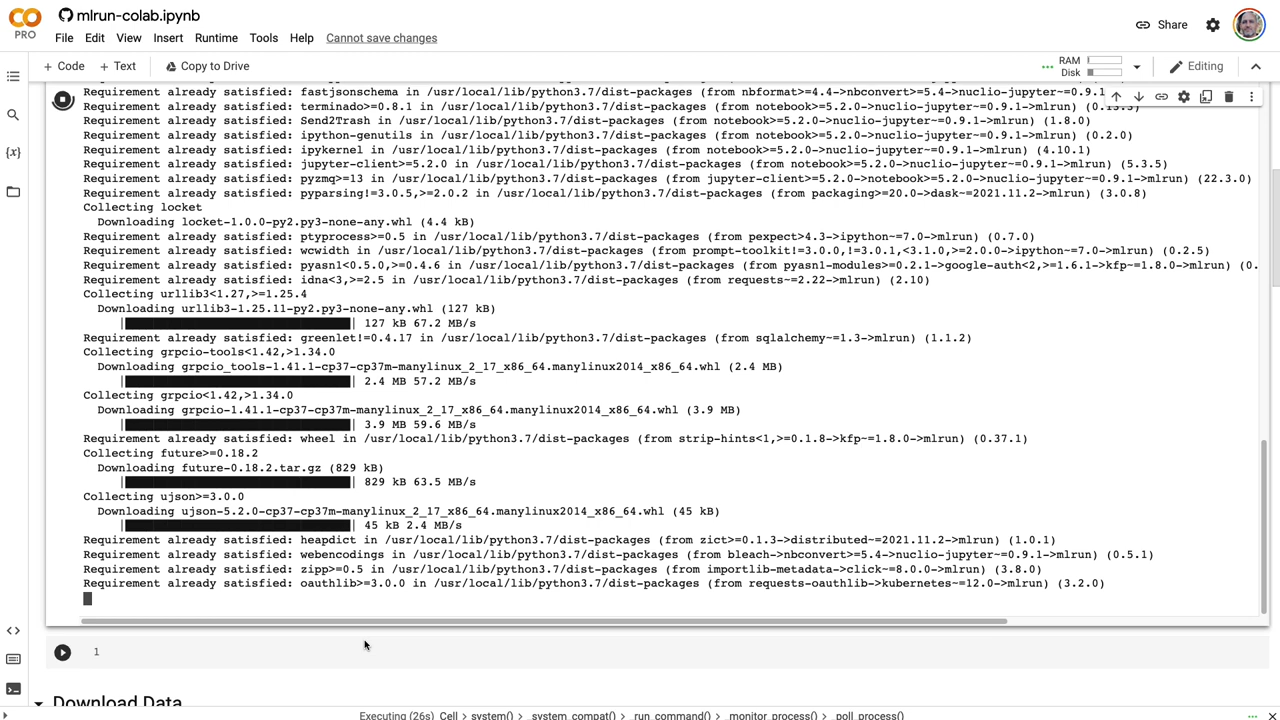 CO
PRO
mlrun-colab.ipynb
File Edit View Insert Runtime Tools Help Cannot save changes
Share
+ Code + Text Copy to Drive
RAM
Disk
Editing
Requirement already satisfied: fastjsonschema in /usr/local/lib/python3.7/dist-packages (from nbformat>=4.4->nbconvert>=5.4->nuclio-jupyter~=0.9.1
Requirement already satisfied: terminado>=0.8.1 in /usr/local/lib/python3.7/dist-packages (from notebook>=5.2.0->nuclio-jupyter~=0.9.1->mlrun) (0.13.3)
Requirement already satisfied: Send2Trash in /usr/local/lib/python3.7/dist-packages (from notebook>=5.2.0->nuclio-jupyter~=0.9.1->mlrun) (1.8.0)
Requirement already satisfied: ipython-genutils in /usr/local/lib/python3.7/dist-packages (from notebook>=5.2.0->nuclio-jupyter~=0.9.1->mlrun) (0.2.0)
Requirement already satisfied: ipykernel in /usr/local/lib/python3.7/dist-packages (from notebook>=5.2.0->nuclio-jupyter~=0.9.1->mlrun) (4.10.1)
Requirement already satisfied: jupyter-client>=5.2.0 in /usr/local/lib/python3.7/dist-packages (from notebook>=5.2.0->nuclio-jupyter~=0.9.1->mlrun) (5.3.5)
Requirement already satisfied: pyzmq>=13 in /usr/local/lib/python3.7/dist-packages (from jupyter-client>=5.2.0->notebook>=5.2.0->nuclio-jupyter~=0.9.1->mlrun) (22.3.0)
Requirement already satisfied: pyparsing!=3.0.5,>=2.0.2 in /usr/local/lib/python3.7/dist-packages (from packaging>=20.0->dask~=2021.11.2->mlrun) (3.0.8)
Collecting locket
Downloading locket-1.0.0-py2.py3-none-any.whl (4.4 kB)
Requirement already satisfied: ptyprocess>=0.5 in /usr/local/lib/python3.7/dist-packages (from pexpect>4.3->ipython~=7.0->mlrun) (0.7.0)
Requirement already satisfied: wcwidth in /usr/local/lib/python3.7/dist-packages (from prompt-toolkit!=3.0.0,!=3.0.1,<3.1.0,>=2.0.0->ipython~=7.0->mlrun) (0.2.5)
Requirement already satisfied: pyasn1<0.5.0,>=0.4.6 in /usr/local/lib/python3.7/dist-packages (from pyasn1-modules>=0.2.1->google-auth<2,>=1.6.1->kfp~=1.8.0->mlrun) (0.
Requirement already satisfied: idna<3,>=2.5 in /usr/local/lib/python3.7/dist-packages (from requests~=2.22->mlrun) (2.10)
Collecting urllib3<1.27,>=1.25.4
Downloading urllib3-1.25.11-py2.py3-none-any.whl (127 kB)
127 kB 67.2 MB/s
Requirement already satisfied: greenlet!=0.4.17 in /usr/local/lib/python3.7/dist-packages (from sqlalchemy~=1.3->mlrun) (1.1.2)
Collecting grpcio-tools<1.42,>1.34.0
Downloading grpcio_tools-1.41.1-cp37-cp37m-manylinux_2_17_x86_64.manylinux2014_x86_64.whl (2.4 MB)
2.4 MB 57.2 MB/s
Collecting grpcio<1.42,>1.34.0
Downloading grpcio-1.41.1-cp37-cp37m-manylinux_2_17_x86_64.manylinux2014_x86_64.whl (3.9 MB)
3.9 MB 59.6 MB/s
Requirement already satisfied: wheel in /usr/local/lib/python3.7/dist-packages (from strip-hints<1,>=0.1.8->kfp~=1.8.0->mlrun) (0.37.1)
Collecting future>=0.18.2
Downloading future-0.18.2.tar.gz (829 kB)
829 kB 63.5 MB/s
Collecting ujson>=3.0.0
Downloading ujson-5.2.0-cp37-cp37m-manylinux_2_17_x86_64.manylinux2014_x86_64.whl (45 kB)
45 kB 2.4 MB/s
Requirement already satisfied: heapdict in /usr/local/lib/python3.7/dist-packages (from zict>=0.1.3->distributed~=2021.11.2->mlrun) (1.0.1)
Requirement already satisfied: webencodings in /usr/local/lib/python3.7/dist-packages (from bleach->nbconvert>=5.4->nuclio-jupyter~=0.9.1->mlrun) (0.5.1)
Requirement already satisfied: zipp>=0.5 in /usr/local/lib/python3.7/dist-packages (from importlib-metadata->click~=8.0.0->mlrun) (3.8.0)
Requirement already satisfied: oauthlib>=3.0.0 in /usr/local/lib/python3.7/dist-packages (from requests-oauthlib->kubernetes~=12.0->mlrun) (3.2.0)
1
Download Data
Executing (26s) Cell > system() > _system_compat() > _run_command() > _monitor_process() > _poll_process()